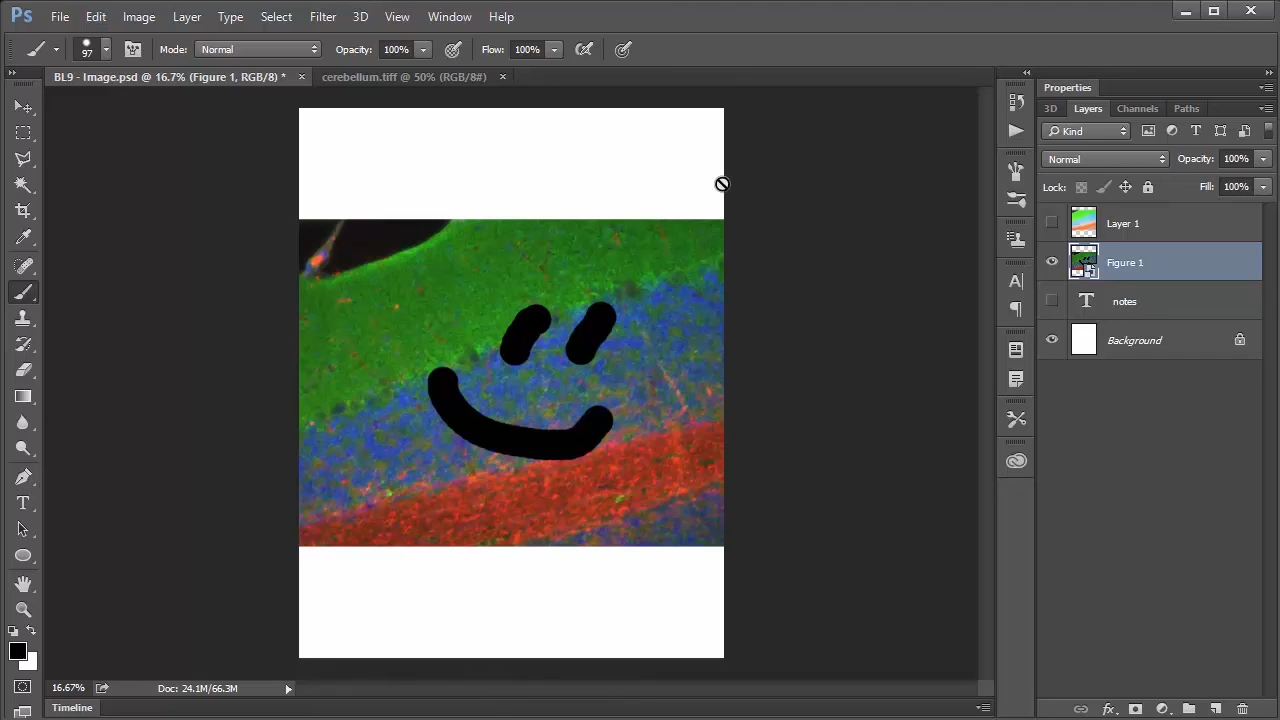 Ps File Edit Image Layer Type Select Filter 3D View Window Help
97 Mode: Normal Opacity: 100% Flow: 100%
BL9 - Image.psd @ 16.7% (Figure 1, RGB/8) * × cerebellum.tiff @ 50% (RGB/8#) ×
Properties
3D Layers Channels Paths
Kind
Normal Opacity: 100%
Lock: Fill: 100%
Layer 1
Figure 1
T notes
Background
16.67% Doc: 24.1M/66.3M
Timeline